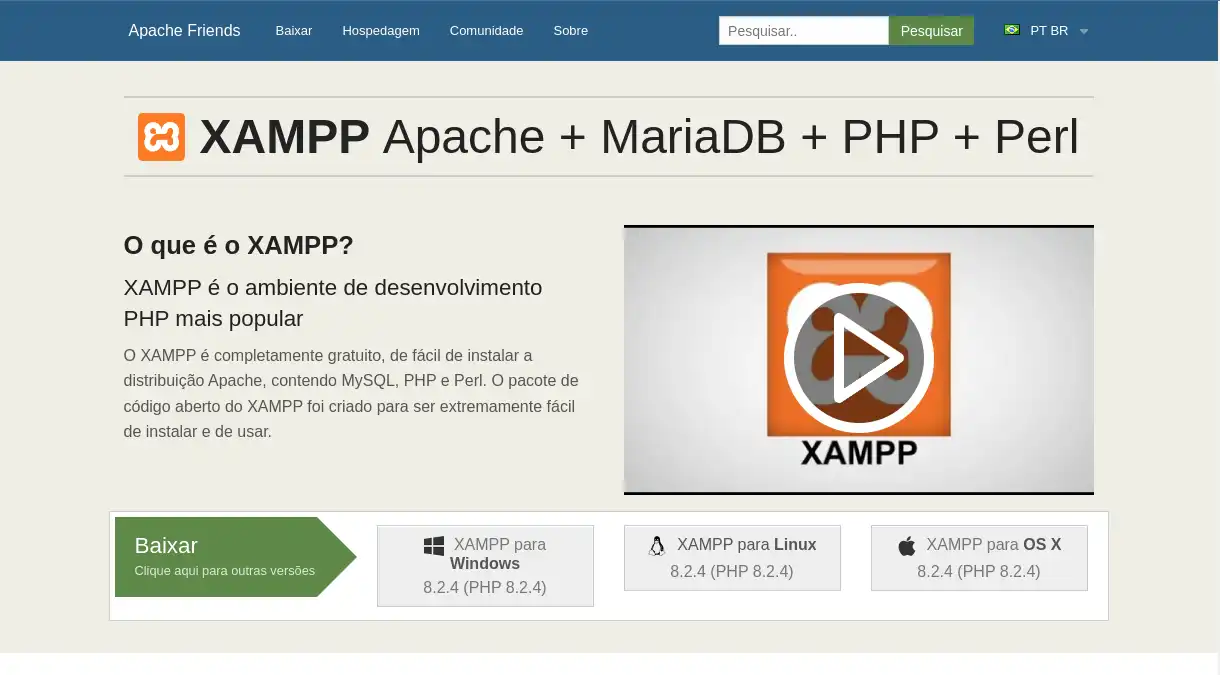 Apache Friends
Baixar
Hospedagem
Comunidade
Sobre
Pesquisar..
Pesquisar
PT BR
XAMPP Apache + MariaDB + PHP + Perl
O que é o XAMPP?
XAMPP é o ambiente de desenvolvimento
PHP mais popular
O XAMPP é completamente gratuito, de fácil de instalar a
distribuição Apache, contendo MySQL, PHP e Perl. O pacote de
código aberto do XAMPP foi criado para ser extremamente fácil
de instalar e de usar.
XAMPP
Baixar
Clique aqui para outras versões
XAMPP para
Windows
8.2.4 (PHP 8.2.4)
XAMPP para Linux
8.2.4 (PHP 8.2.4)
XAMPP para OS X
8.2.4 (PHP 8.2.4)